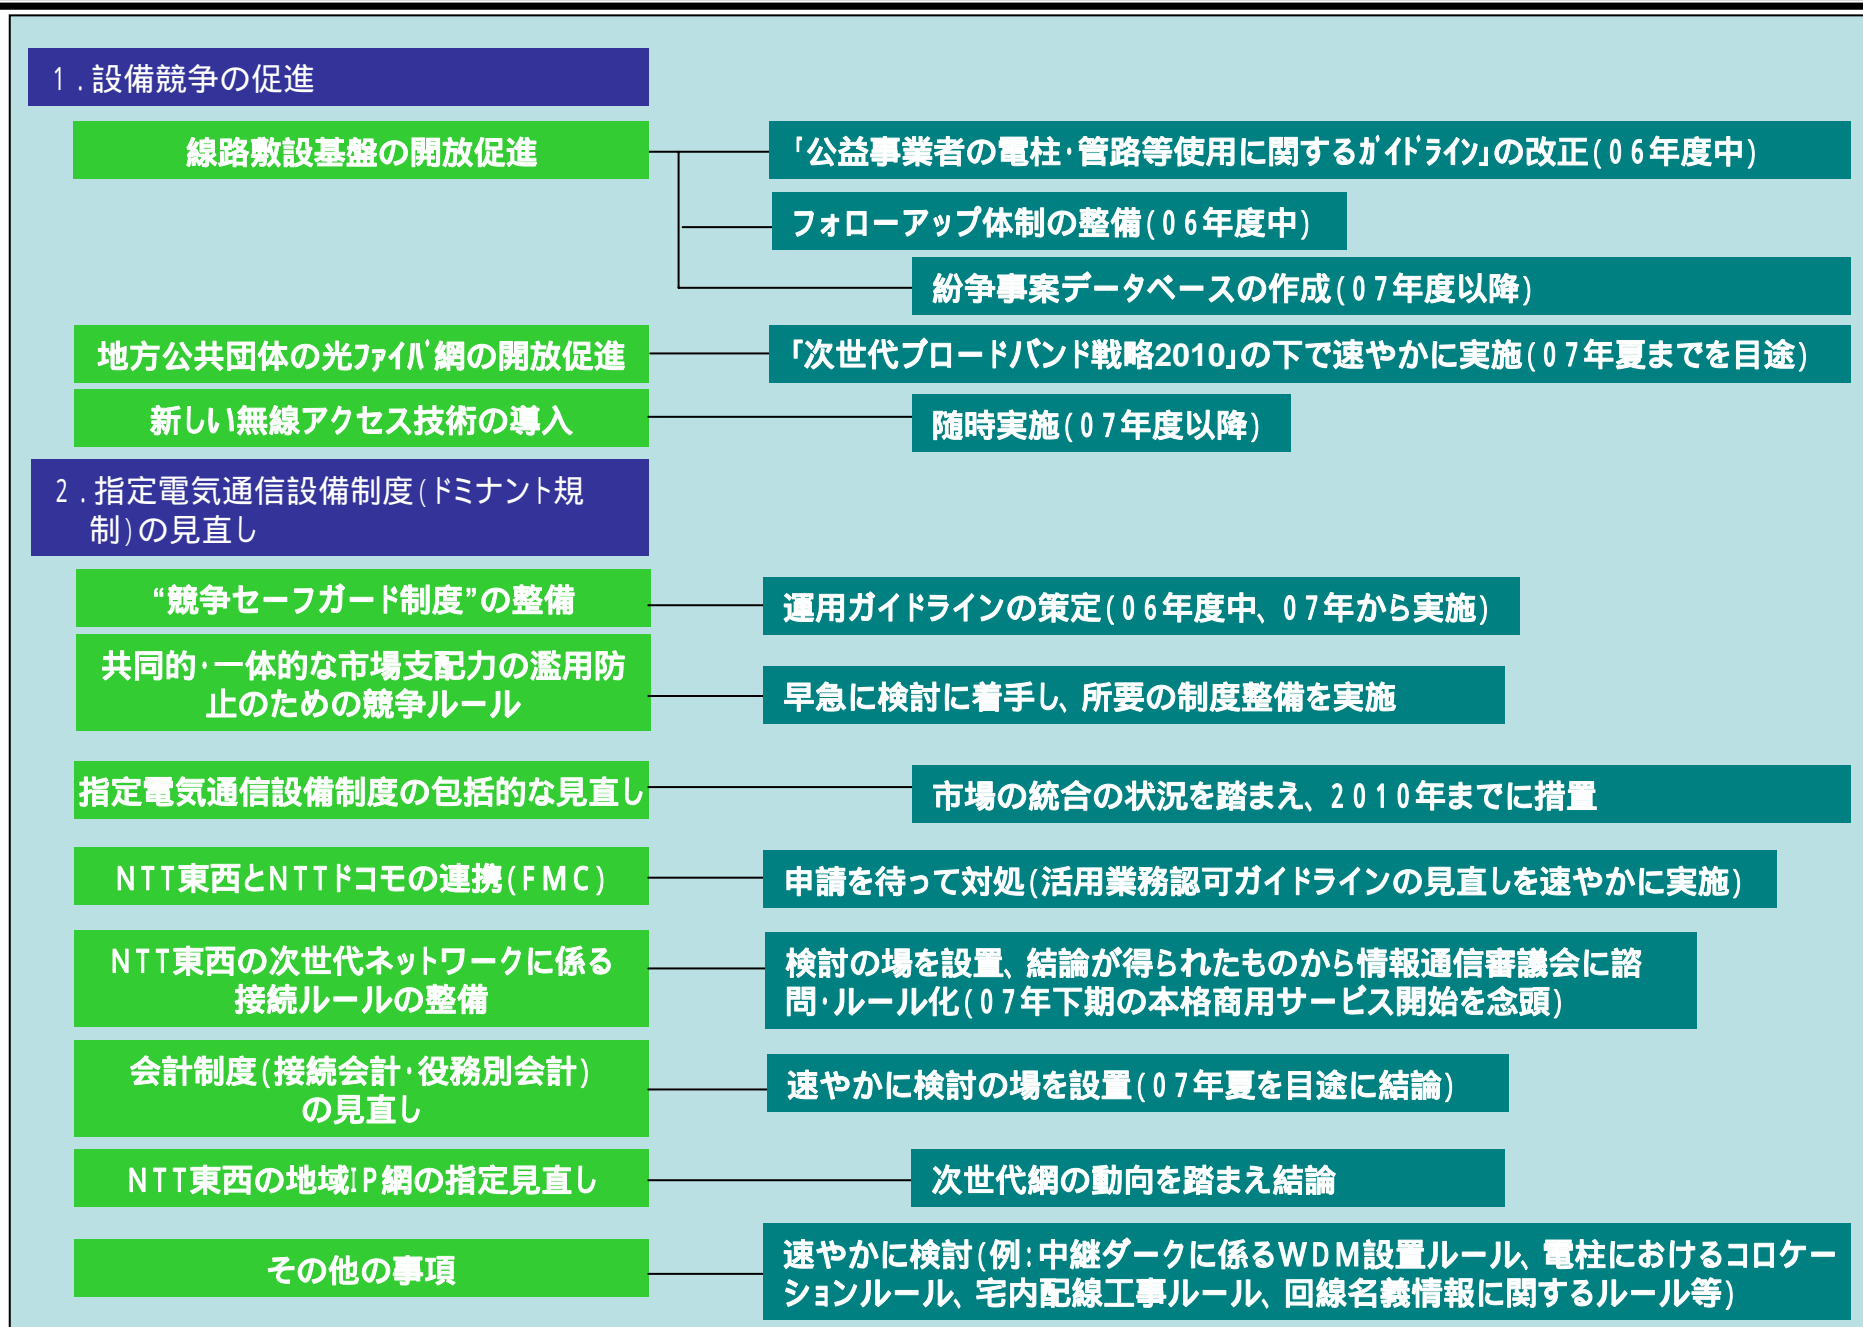 １．設備競争の促進
線路敷設基盤の開放促進
「公益事業者の電柱・管路等使用に関するｶﾞｲﾄﾞﾗｲﾝ」の改正（０６年度中）
フォローアップ体制の整備（０６年度中）
紛争事案データベースの作成（０７年度以降）
地方公共団体の光ﾌｧｲﾊﾞ網の開放促進
「次世代ブロードバンド戦略2010」の下で速やかに実施（０７年夏までを目途）
新しい無線アクセス技術の導入
随時実施（０７年度以降）
２．指定電気通信設備制度（ドミナント規
制）の見直し
“競争セーフガード制度”の整備
運用ガイドラインの策定（０６年度中、０７年から実施）
共同的・一体的な市場支配力の濫用防
止のための競争ルール
早急に検討に着手し、所要の制度整備を実施
指定電気通信設備制度の包括的な見直し
市場の統合の状況を踏まえ、２０１０年までに措置
ＮＴＴ東西とＮＴＴドコモの連携（ＦＭＣ）
申請を待って対処（活用業務認可ガイドラインの見直しを速やかに実施）
ＮＴＴ東西の次世代ネットワークに係る
接続ルールの整備
検討の場を設置、結論が得られたものから情報通信審議会に諮
問・ルール化（０７年下期の本格商用サービス開始を念頭）
会計制度（接続会計・役務別会計）
の見直し
速やかに検討の場を設置（０７年夏を目途に結論）
ＮＴＴ東西の地域ＩＰ網の指定見直し
次世代網の動向を踏まえ結論
その他の事項
速やかに検討（例：中継ダークに係るＷＤＭ設置ルール、電柱におけるコロケー
ションルール、宅内配線工事ルール、回線名義情報に関するルール等）